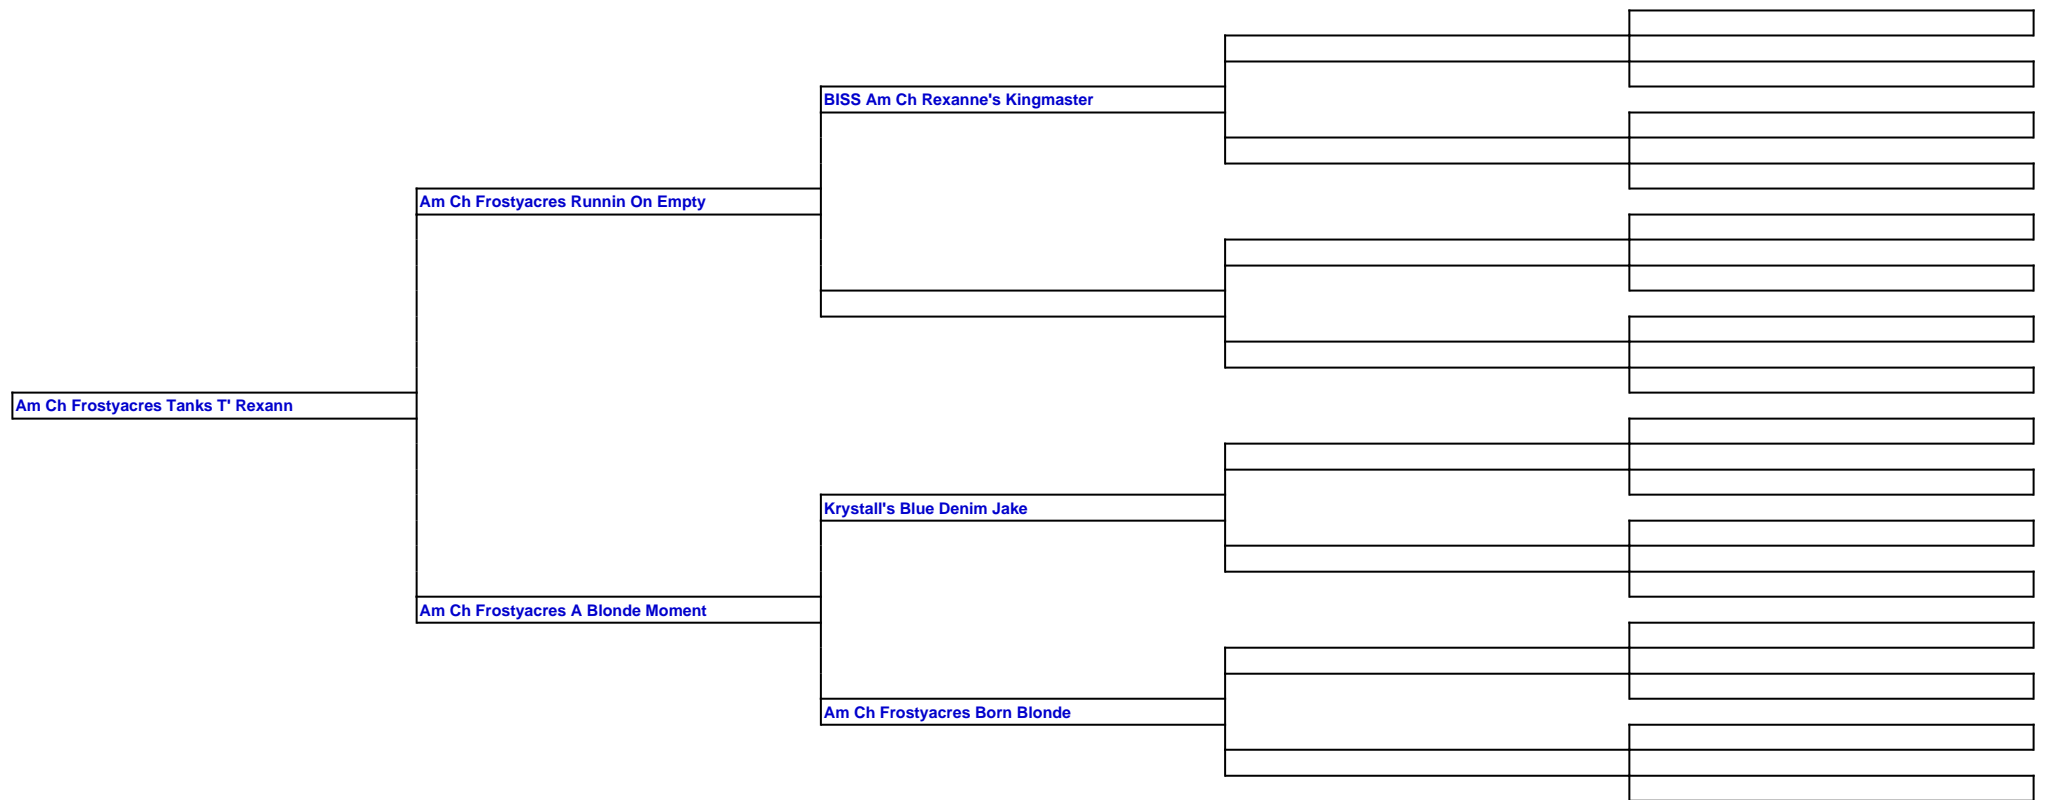 BISS Am Ch Rexanne's Kingmaster
Am Ch Frostyacres Runnin On Empty
Am Ch Frostyacres Tanks T' Rexann
Krystall's Blue Denim Jake
Am Ch Frostyacres A Blonde Moment
Am Ch Frostyacres Born Blonde